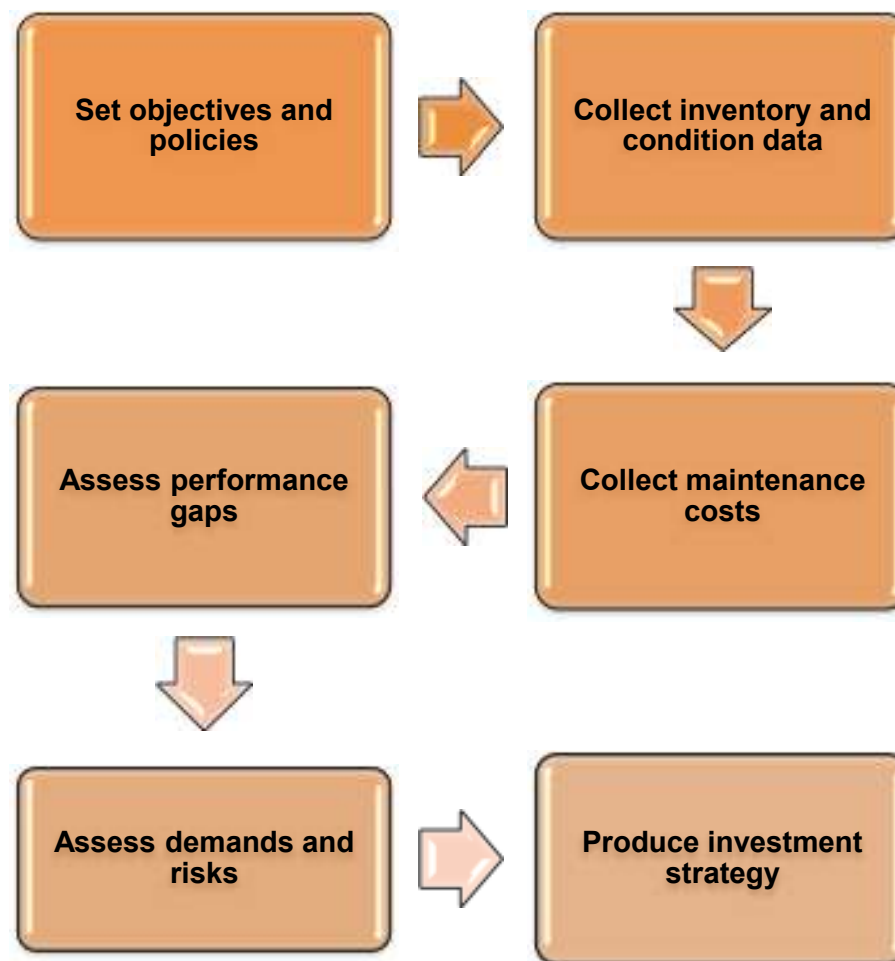 Set objectives and
policies
Collect inventory and
condition data
Collect maintenance
costs
Assess performance
gaps
Assess demands and
risks
Produce investment
strategy